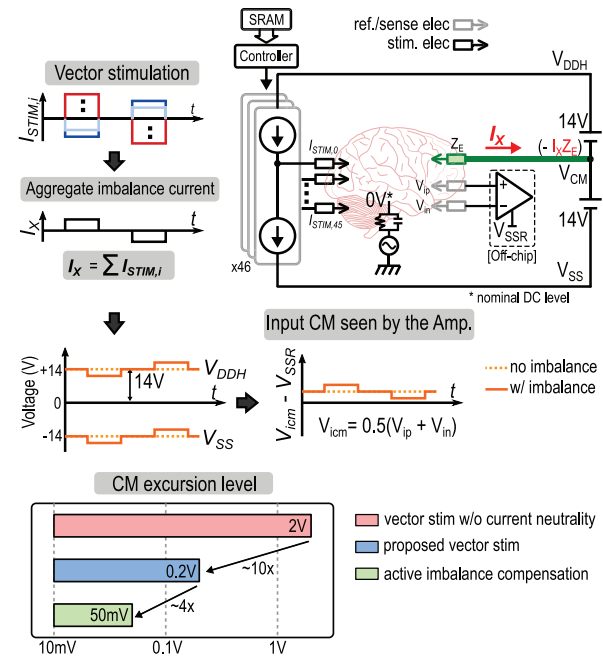 SRAM
Controller
ref./sense elec
stim. elec
Vector stimulation
I_STIM,i
t
Aggregate imbalance current
I_X
t
I_X = ∑ I_STIM,i
V_DDH
I_STIM,0
I_STIM,45
x46
Z_E
I_X
(- I_XZ_E)
14V
V_CM
14V
0V*
V_ip
V_in
+
−
V_SSR
[Off-chip]
V_SS
* nominal DC level
Input CM seen by the Amp.
Voltage (V)
+14
0
-14
V_DDH
14V
t
V_SS
V_icm - V_SSR
t
V_icm= 0.5(V_ip + V_in)
no imbalance
w/ imbalance
CM excursion level
2V
0.2V
~10x
50mV
~4x
10mV
0.1V
1V
vector stim w/o current neutrality
proposed vector stim
active imbalance compensation